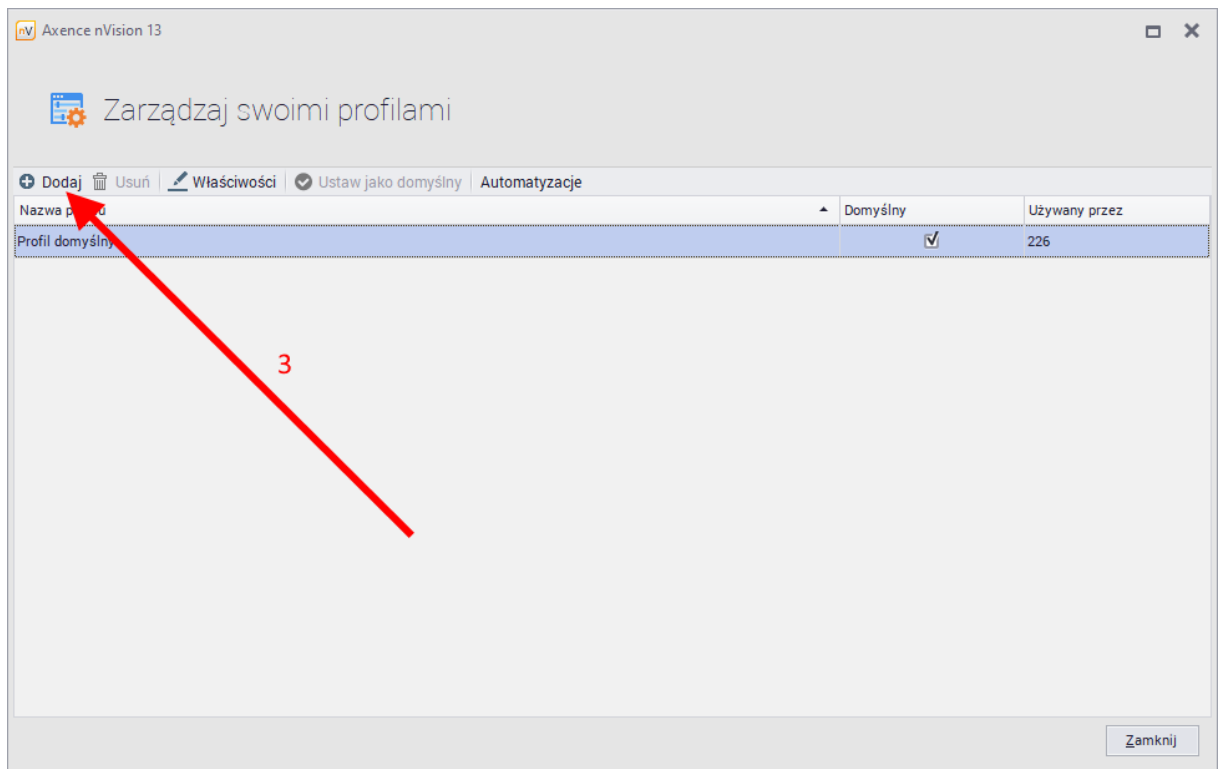 nV Axence nVision 13
Zarządzaj swoimi profilami
Dodaj Usuń Właściwości Ustaw jako domyślny Automatyzacje
Nazwa Domyślny Używany przez
Profil domyślny 226
3
Zamknij